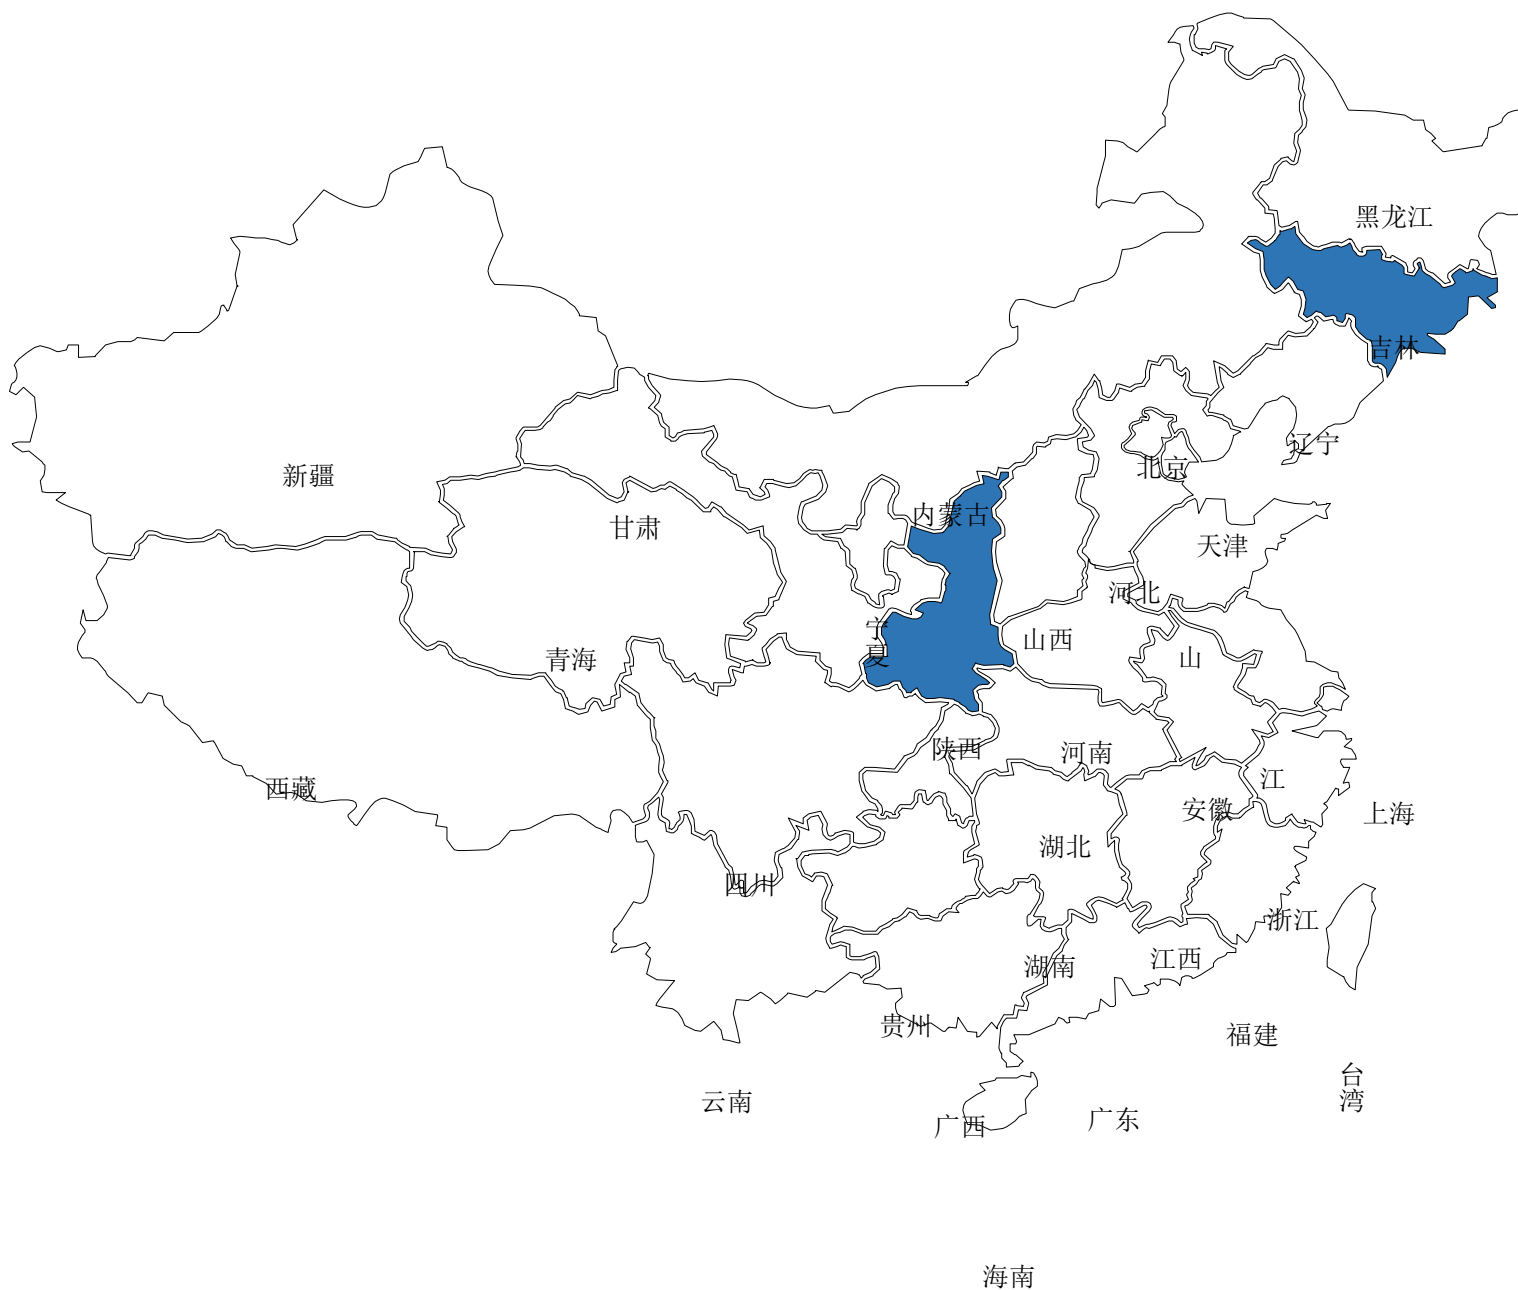 黑龙江
吉林
辽宁
北京
新疆
内蒙古
甘肃
天津
河北
宁
夏
山西
山
青海
陕西
河南
江
西藏
安徽
上海
湖北
四川
浙江
江西
湖南
贵州
福建
台
湾
云南
广东
广西
海南